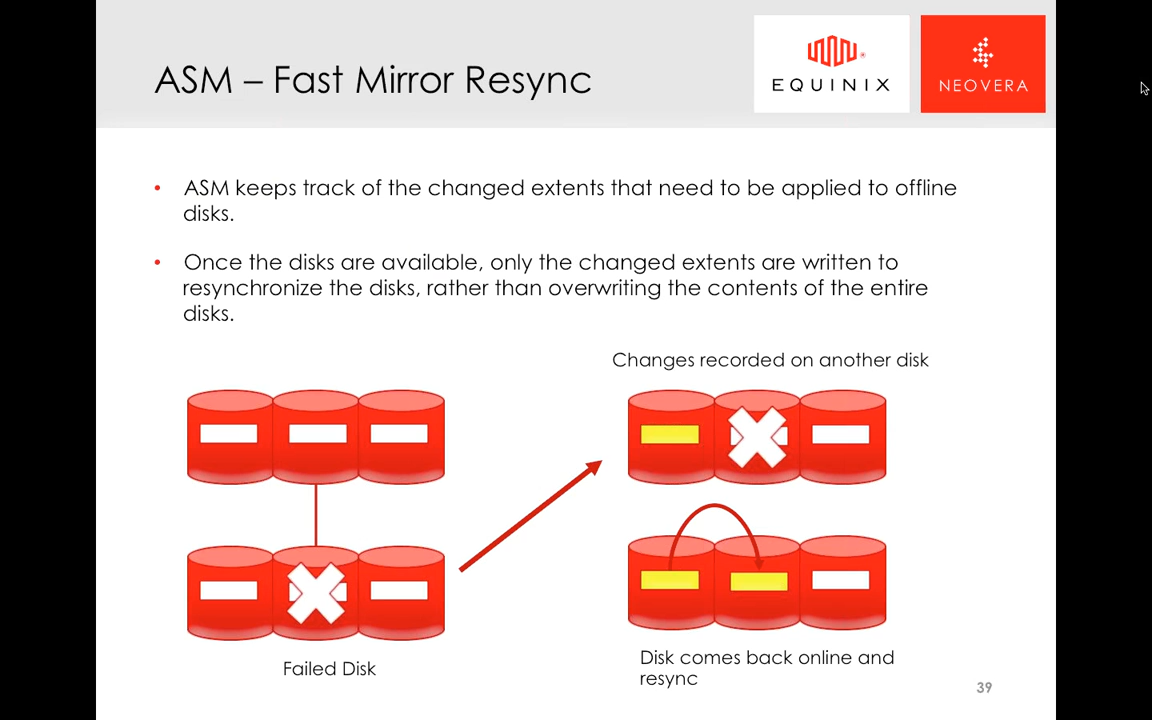 ASM – Fast Mirror Resync
EQUINIX
NEOVERA
• ASM keeps track of the changed extents that need to be applied to offline
disks.
• Once the disks are available, only the changed extents are written to
resynchronize the disks, rather than overwriting the contents of the entire
disks.
Changes recorded on another disk
Failed Disk
Disk comes back online and
resync
39